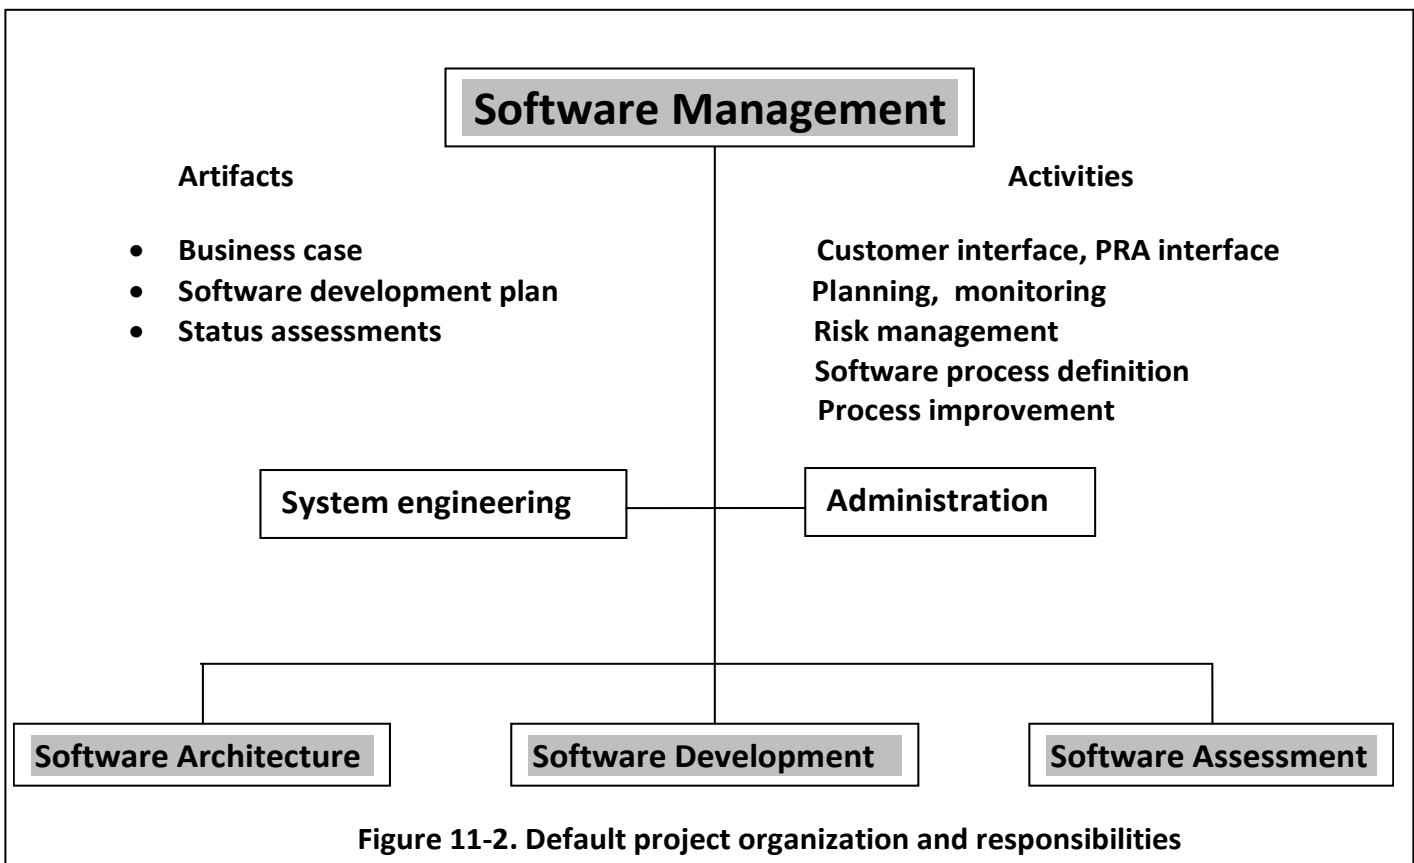 Software Management
Artifacts
Activities
• Business case
Customer interface, PRA interface
• Software development plan
Planning, monitoring
• Status assessments
Risk management
Software process definition
Process improvement
System engineering
Administration
Software Architecture
Software Development
Software Assessment
Figure 11-2. Default project organization and responsibilities